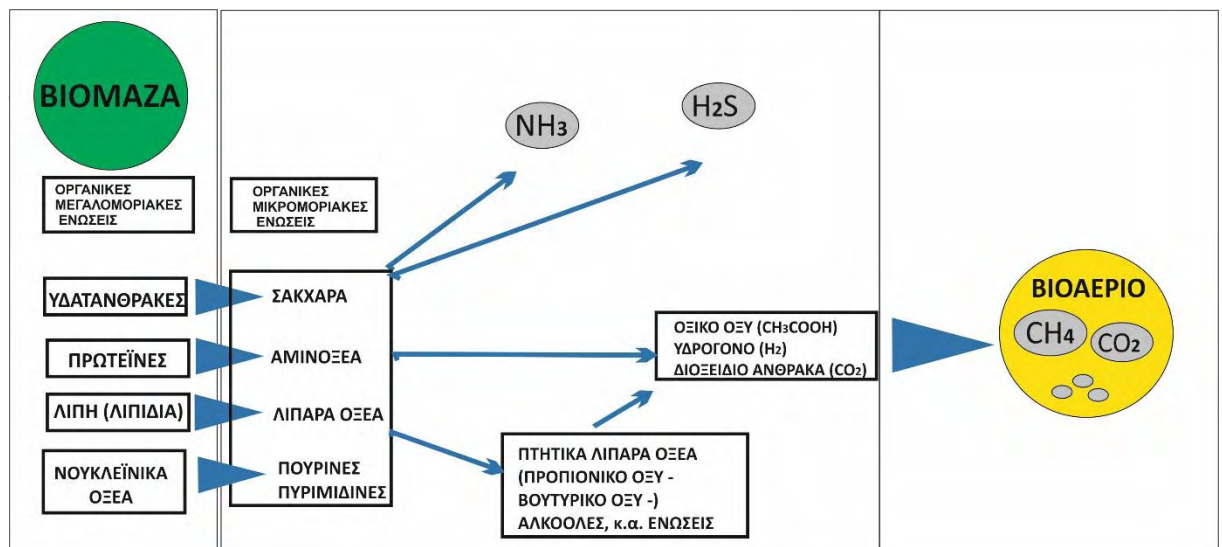 ΒΙΟΜΑΖΑ
ΟΡΓΑΝΙΚΕΣ
ΜΕΓΑΛΟΜΟΡΙΑΚΕΣ
ΕΝΩΣΕΙΣ
ΥΔΑΤΑΝΘΡΑΚΕΣ
ΠΡΩΤΕΪΝΕΣ
ΛΙΠΗ (ΛΙΠΙΔΙΑ)
ΝΟΥΚΛΕΪΝΙΚΑ
ΟΞΕΑ
ΟΡΓΑΝΙΚΕΣ
ΜΙΚΡΟΜΟΡΙΑΚΕΣ
ΕΝΩΣΕΙΣ
ΣΑΚΧΑΡΑ
ΑΜΙΝΟΞΕΑ
ΛΙΠΑΡΑ ΟΞΕΑ
ΠΟΥΡΙΝΕΣ
ΠΥΡΙΜΙΔΙΝΕΣ
NH3
H2S
ΟΞΙΚΟ ΟΞΥ (CH3COOH)
ΥΔΡΟΓΟΝΟ (H2)
ΔΙΟΞΕΙΔΙΟ ΑΝΘΡΑΚΑ (CO2)
ΠΤΗΤΙΚΑ ΛΙΠΑΡΑ ΟΞΕΑ
(ΠΡΟΠΙΟΝΙΚΟ ΟΞΥ -
ΒΟΥΤΥΡΙΚΟ ΟΞΥ -)
ΑΛΚΟΟΛΕΣ, κ.α. ΕΝΩΣΕΙΣ
ΒΙΟΑΕΡΙΟ
CH4
CO2